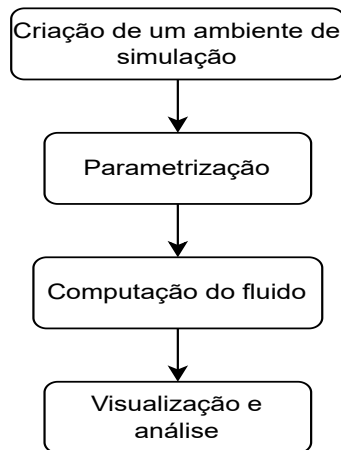 Criação de um ambiente de
simulação
Parametrização
Computação do fluido
Visualização e
análise